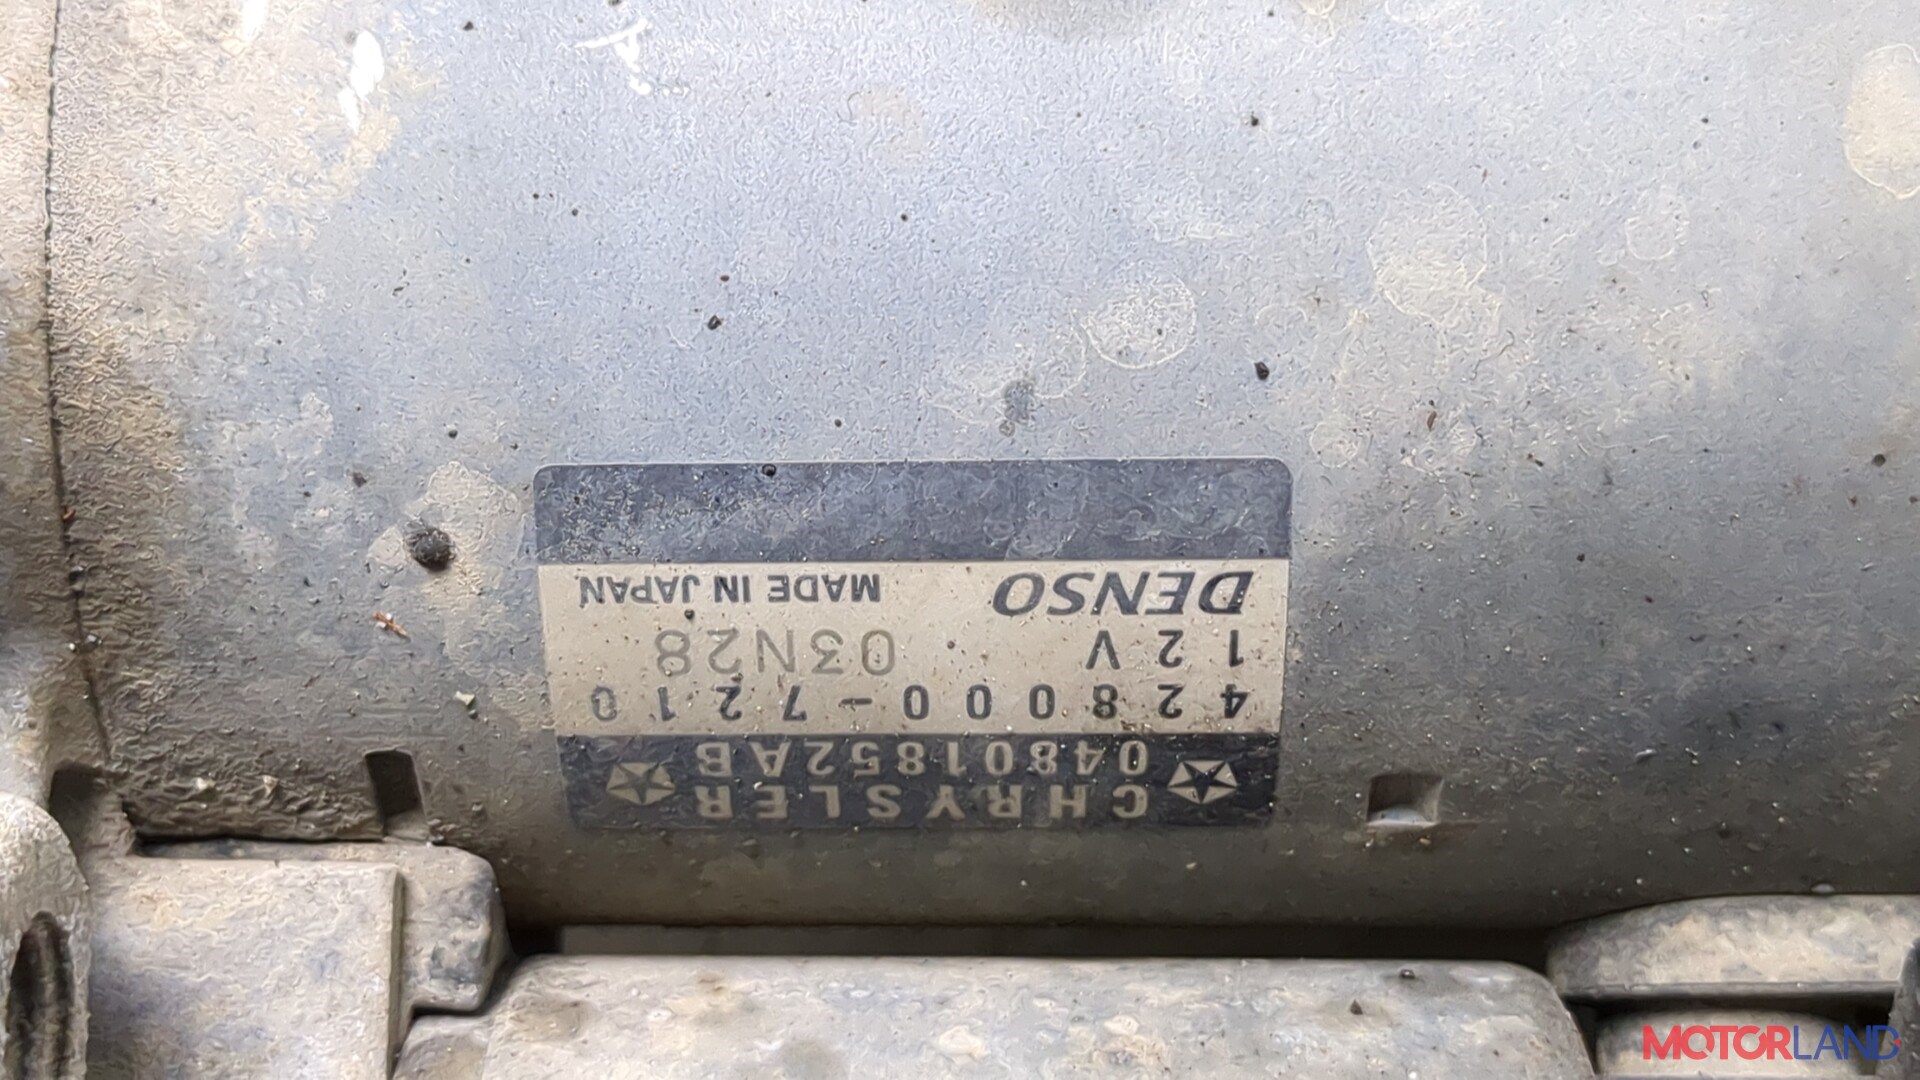 CHRYSLER
04801852AB
428000-7210
12V 03N28
DENSO MADE IN JAPAN
MOTORLAND